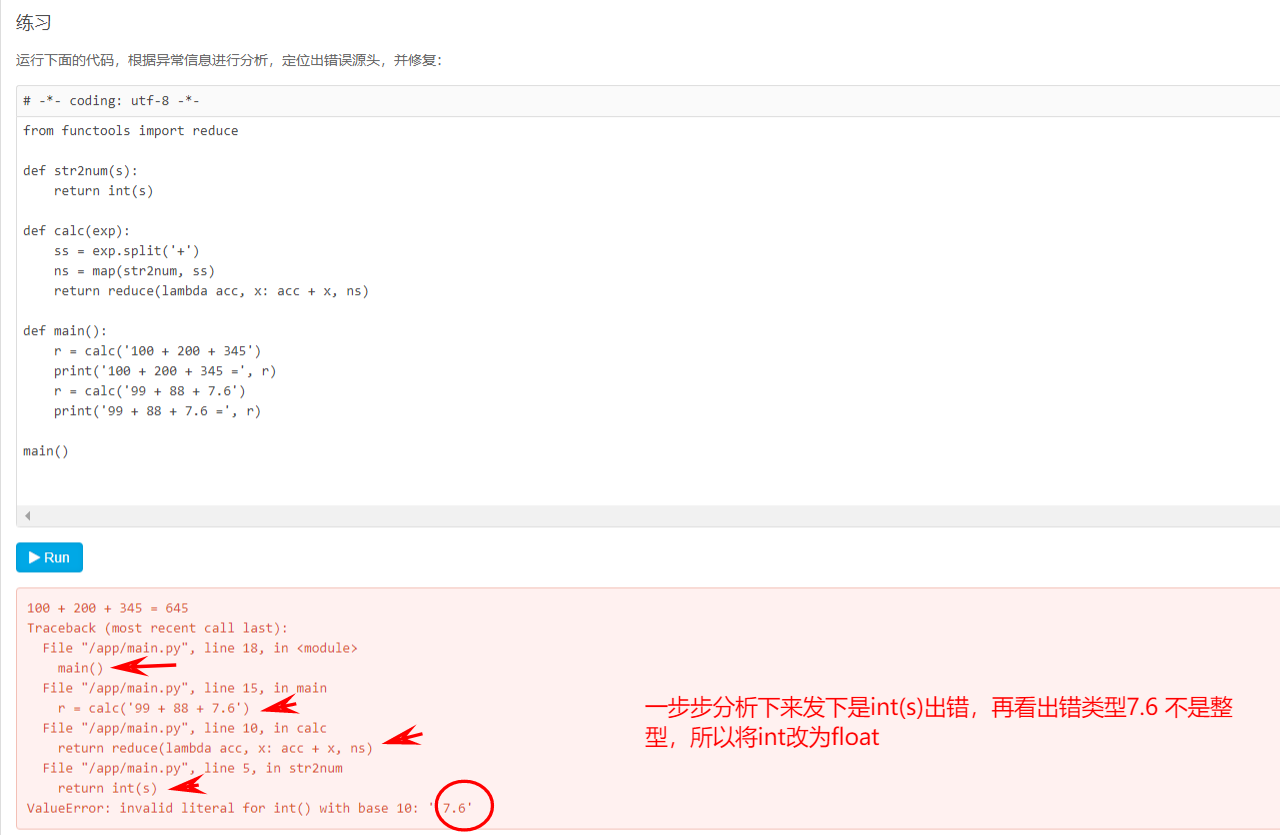 练习
运行下面的代码，根据异常信息进行分析，定位出错误源头，并修复：
# -*- coding: utf-8 -*-
from functools import reduce
def str2num(s):
    return int(s)
def calc(exp):
    ss = exp.split('+')
    ns = map(str2num, ss)
    return reduce(lambda acc, x: acc + x, ns)
def main():
    r = calc('100 + 200 + 345')
    print('100 + 200 + 345 =', r)
    r = calc('99 + 88 + 7.6')
    print('99 + 88 + 7.6 =', r)
main()
Run
100 + 200 + 345 = 645
Traceback (most recent call last):
  File "/app/main.py", line 18, in <module>
    main()
  File "/app/main.py", line 15, in main
    r = calc('99 + 88 + 7.6')
  File "/app/main.py", line 10, in calc
    return reduce(lambda acc, x: acc + x, ns)
  File "/app/main.py", line 5, in str2num
    return int(s)
ValueError: invalid literal for int() with base 10: ' 7.6'
一步步分析下来发下是int(s)出错，再看出错类型7.6 不是整
型，所以将int改为float